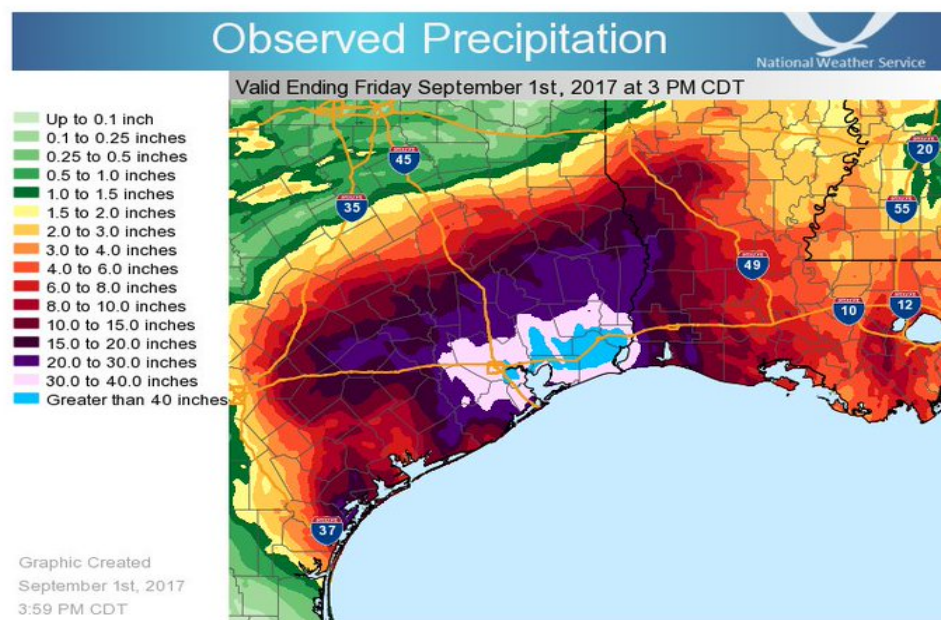 Observed Precipitation
National Weather Service
Valid Ending Friday September 1st, 2017 at 3 PM CDT
Up to 0.1 inch
0.1 to 0.25 inches
0.25 to 0.5 inches
0.5 to 1.0 inches
1.0 to 1.5 inches
1.5 to 2.0 inches
2.0 to 3.0 inches
3.0 to 4.0 inches
4.0 to 6.0 inches
6.0 to 8.0 inches
8.0 to 10.0 inches
10.0 to 15.0 inches
15.0 to 20.0 inches
20.0 to 30.0 inches
30.0 to 40.0 inches
Greater than 40 inches
45
20
35
55
49
10
12
37
Graphic Created
September 1st, 2017
3:59 PM CDT